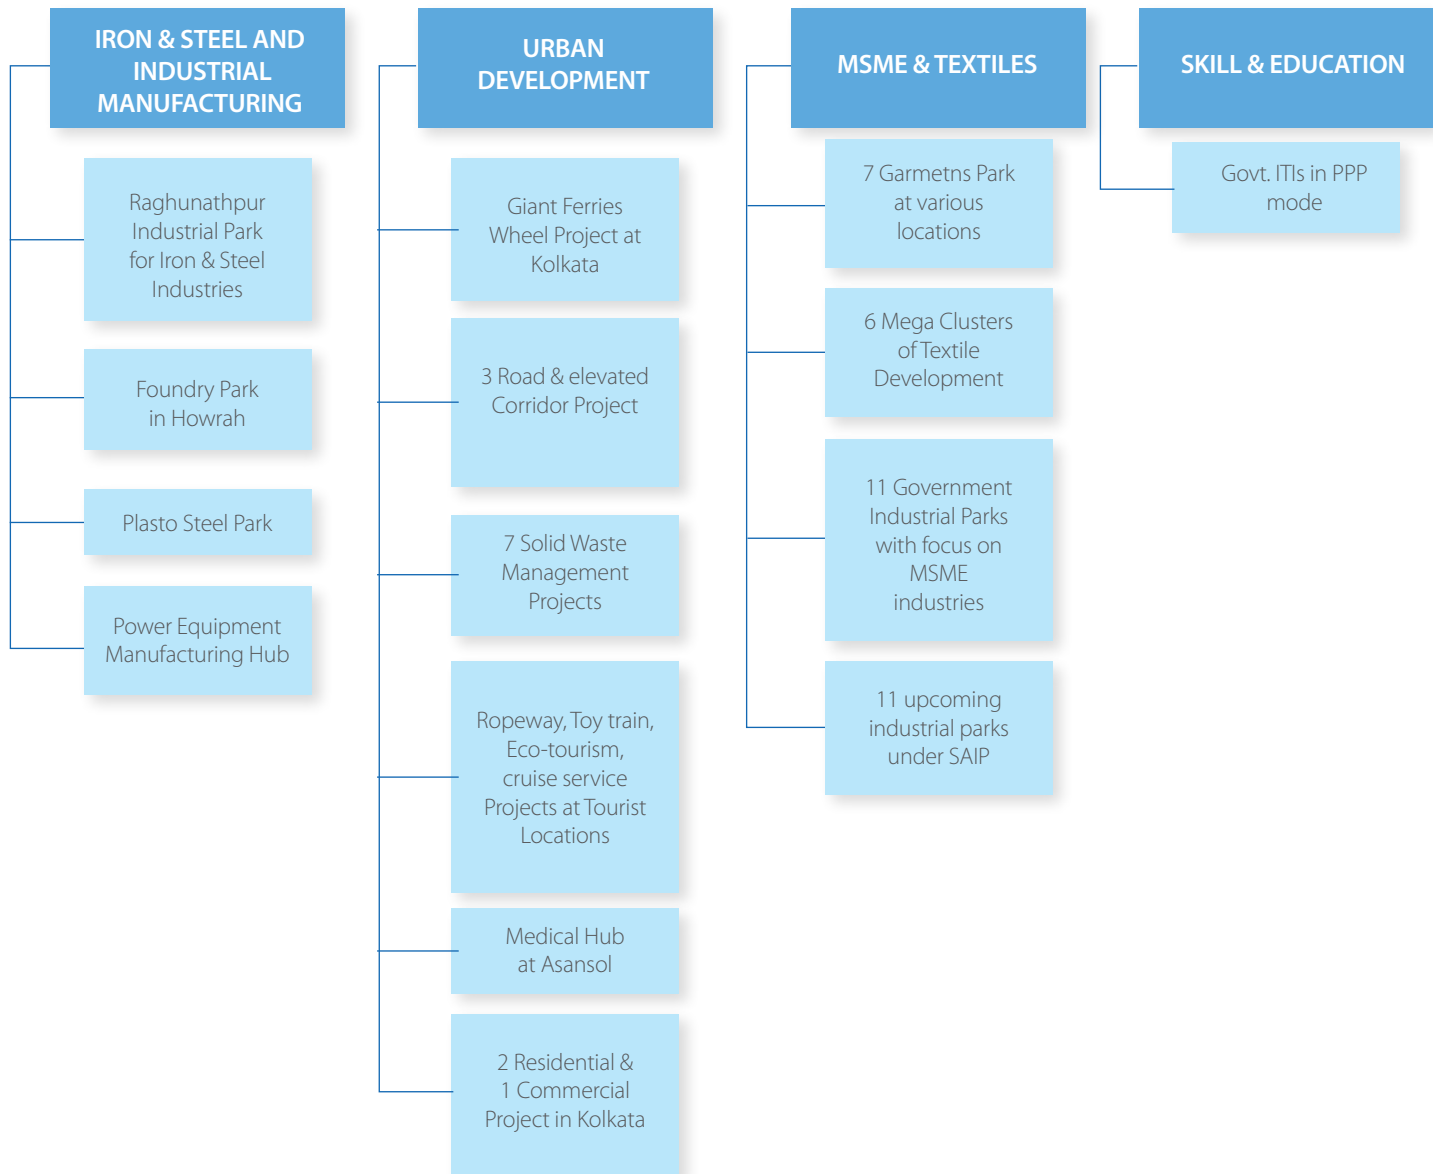 IRON & STEEL AND
INDUSTRIAL
MANUFACTURING
Raghunathpur
Industrial Park
for Iron & Steel
Industries
Foundry Park
in Howrah
Plasto Steel Park
Power Equipment
Manufacturing Hub
URBAN
DEVELOPMENT
Giant Ferries
Wheel Project at
Kolkata
3 Road & elevated
Corridor Project
7 Solid Waste
Management
Projects
Ropeway, Toy train,
Eco-tourism,
cruise service
Projects at Tourist
Locations
Medical Hub
at Asansol
2 Residential &
1 Commercial
Project in Kolkata
MSME & TEXTILES
7 Garmetns Park
at various
locations
6 Mega Clusters
of Textile
Development
11 Government
Industrial Parks
with focus on
MSME
industries
11 upcoming
industrial parks
under SAIP
SKILL & EDUCATION
Govt. ITIs in PPP
mode